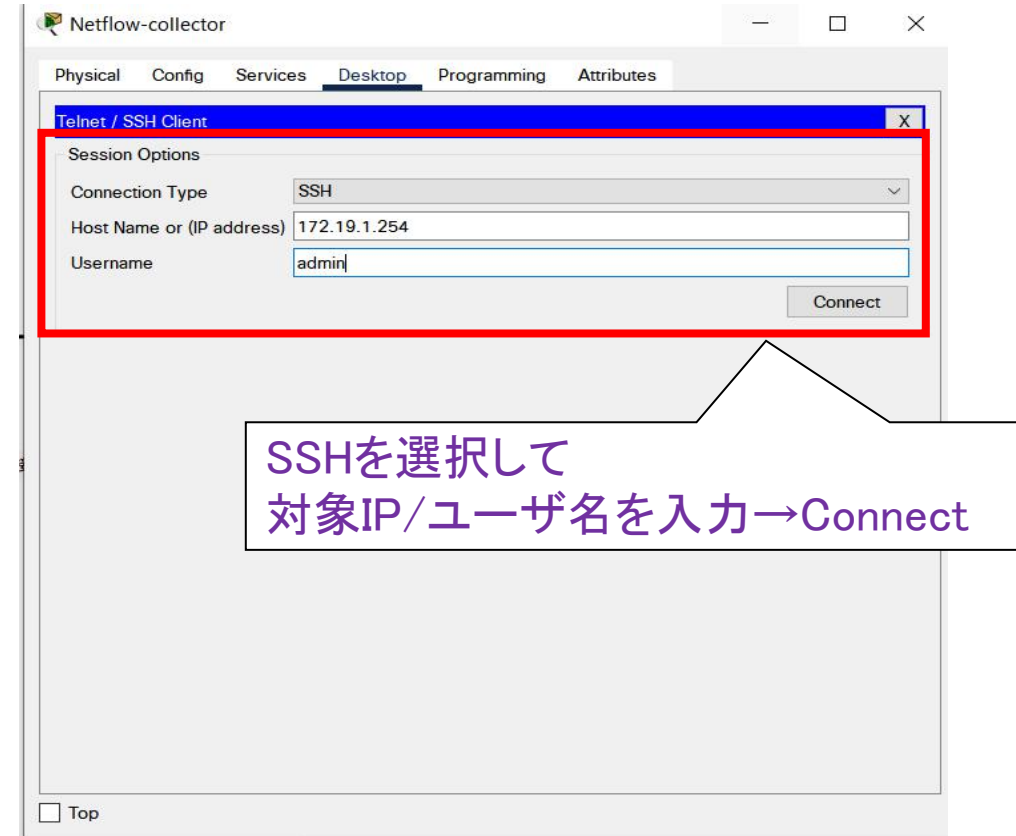 Netflow-collector
Physical Config Services Desktop Programming Attributes
Telnet / SSH Client X
Session Options
Connection Type SSH
Host Name or (IP address) 172.19.1.254
Username admin
Connect
SSHを選択して
対象IP/ユーザ名を入力→Connect
Top